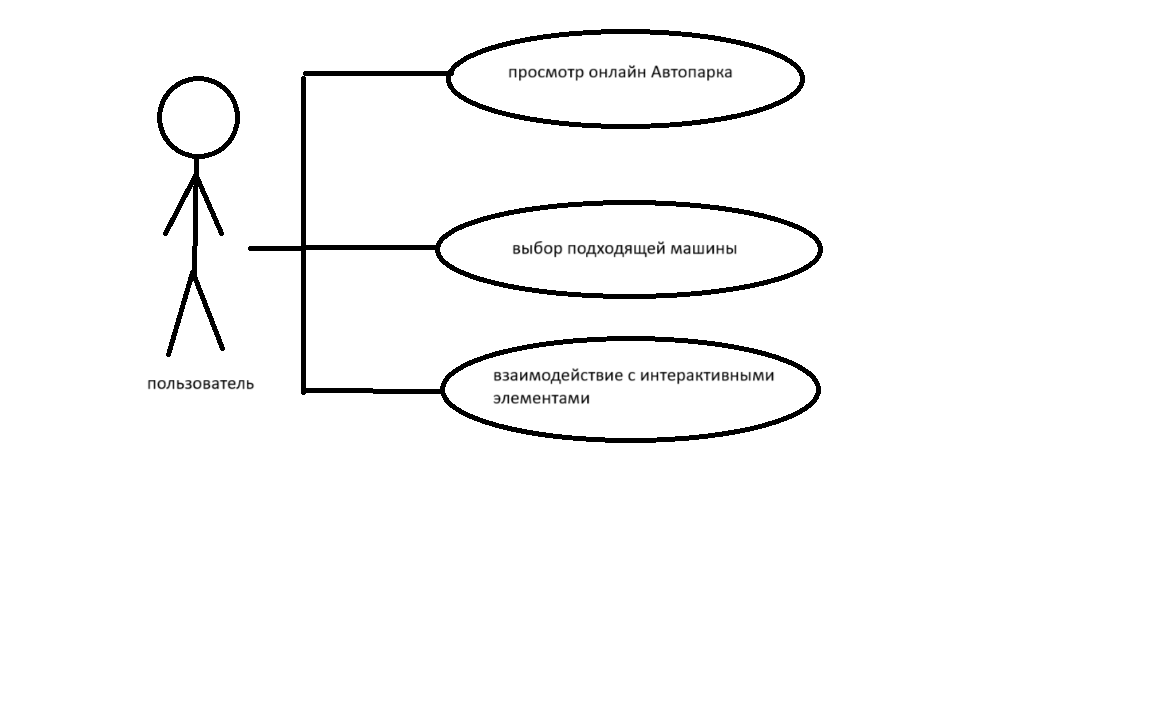 просмотр онлайн Автопарка
выбор подходящей машины
взаимодействие с интерактивными
элементами
пользователь